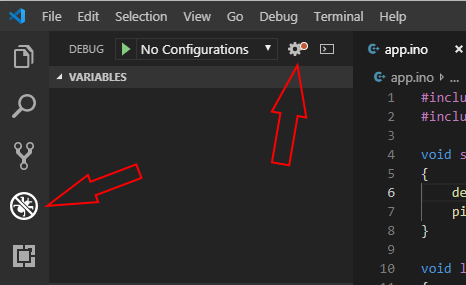 File Edit Selection View Go Debug Terminal Help
DEBUG No Configurations
app.ino
VARIABLES
app.ino
1 #inclu
2 #inclu
3
4 void s
5 {
6 de
7 pi
8 }
9
10 void l
11 {